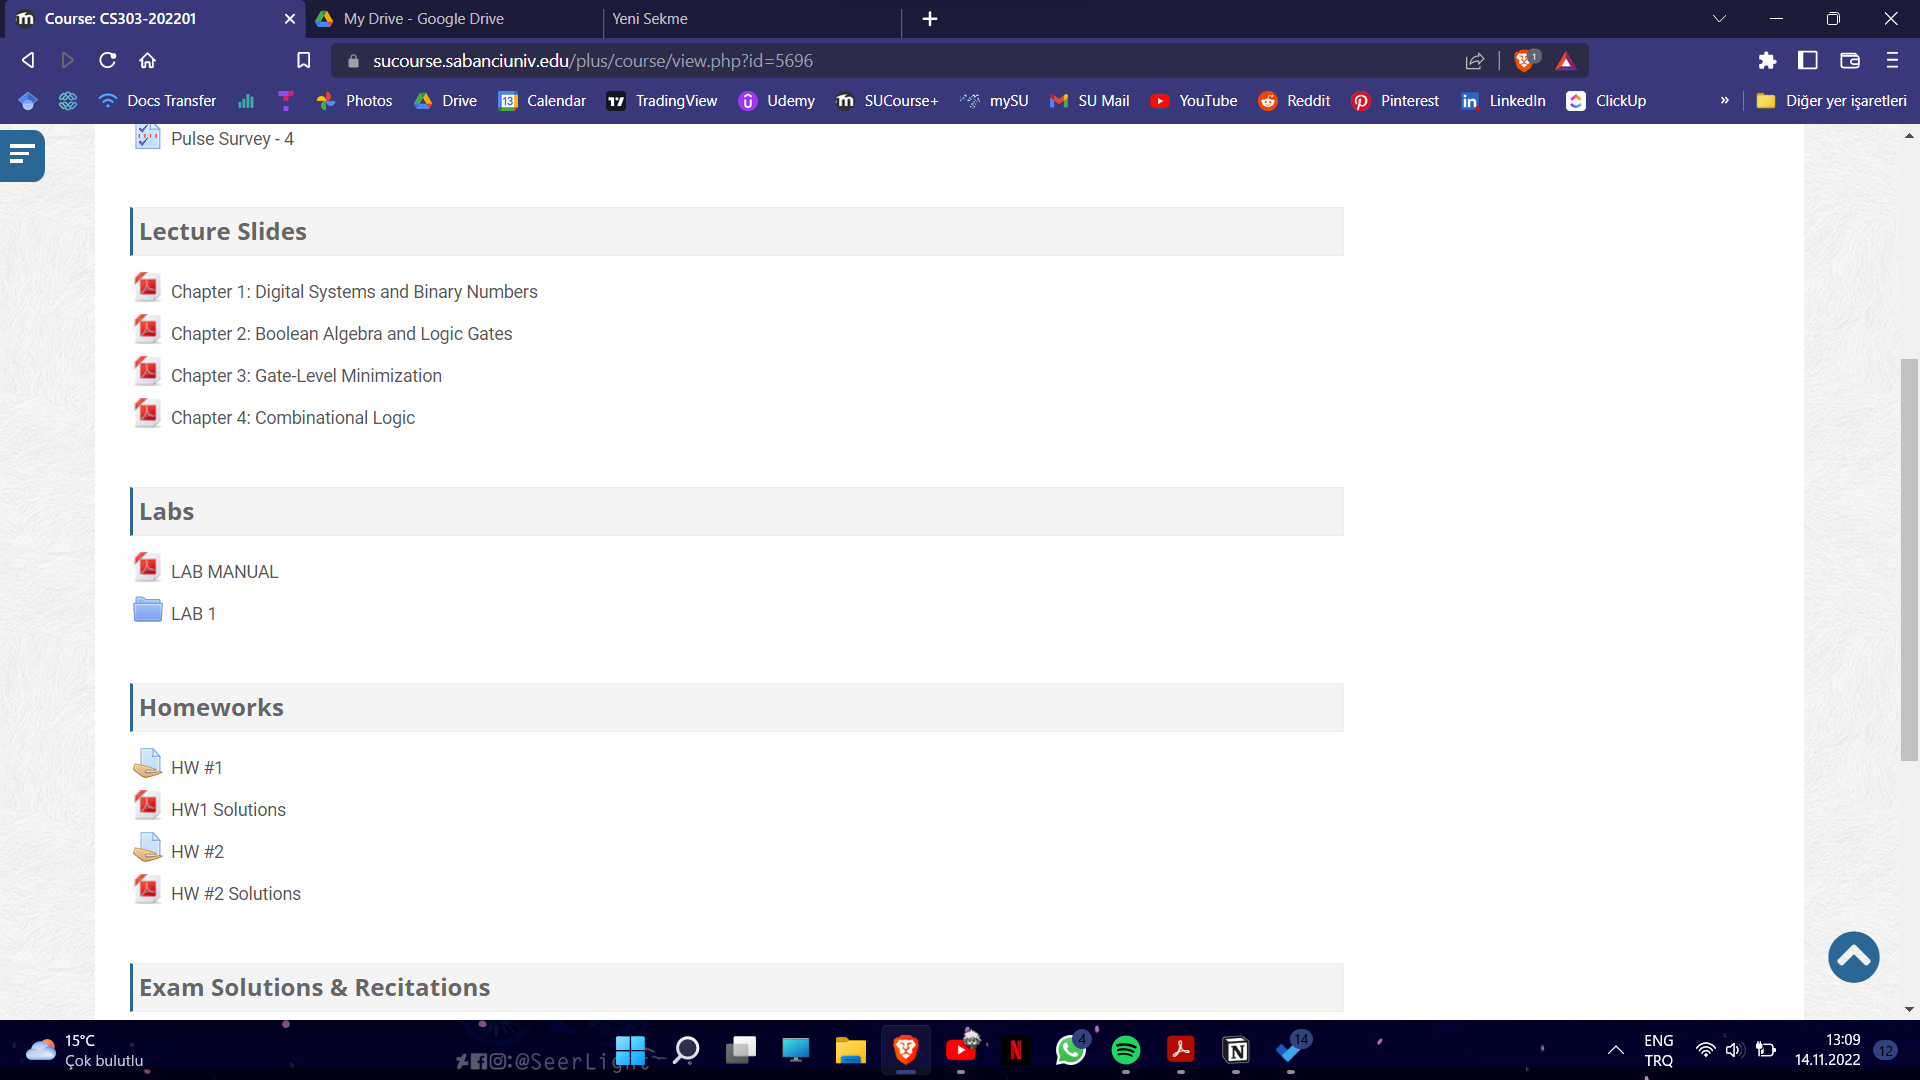 Course: CS303-202201
My Drive - Google Drive
Yeni Sekme
sucourse.sabanciuniv.edu/plus/course/view.php?id=5696
1
Docs Transfer
Photos
Drive
13
Calendar
TradingView
Udemy
SUCourse+
mySU
SU Mail
YouTube
Reddit
Pinterest
LinkedIn
ClickUp
»
Diğer yer işaretleri
Pulse Survey - 4
Lecture Slides
Chapter 1: Digital Systems and Binary Numbers
Chapter 2: Boolean Algebra and Logic Gates
Chapter 3: Gate-Level Minimization
Chapter 4: Combinational Logic
Labs
LAB MANUAL
LAB 1
Homeworks
HW #1
HW1 Solutions
HW #2
HW #2 Solutions
Exam Solutions & Recitations
15°C
Çok bulutlu
:@SeerLight
4
14
ENG
TRQ
13:09
14.11.2022
12